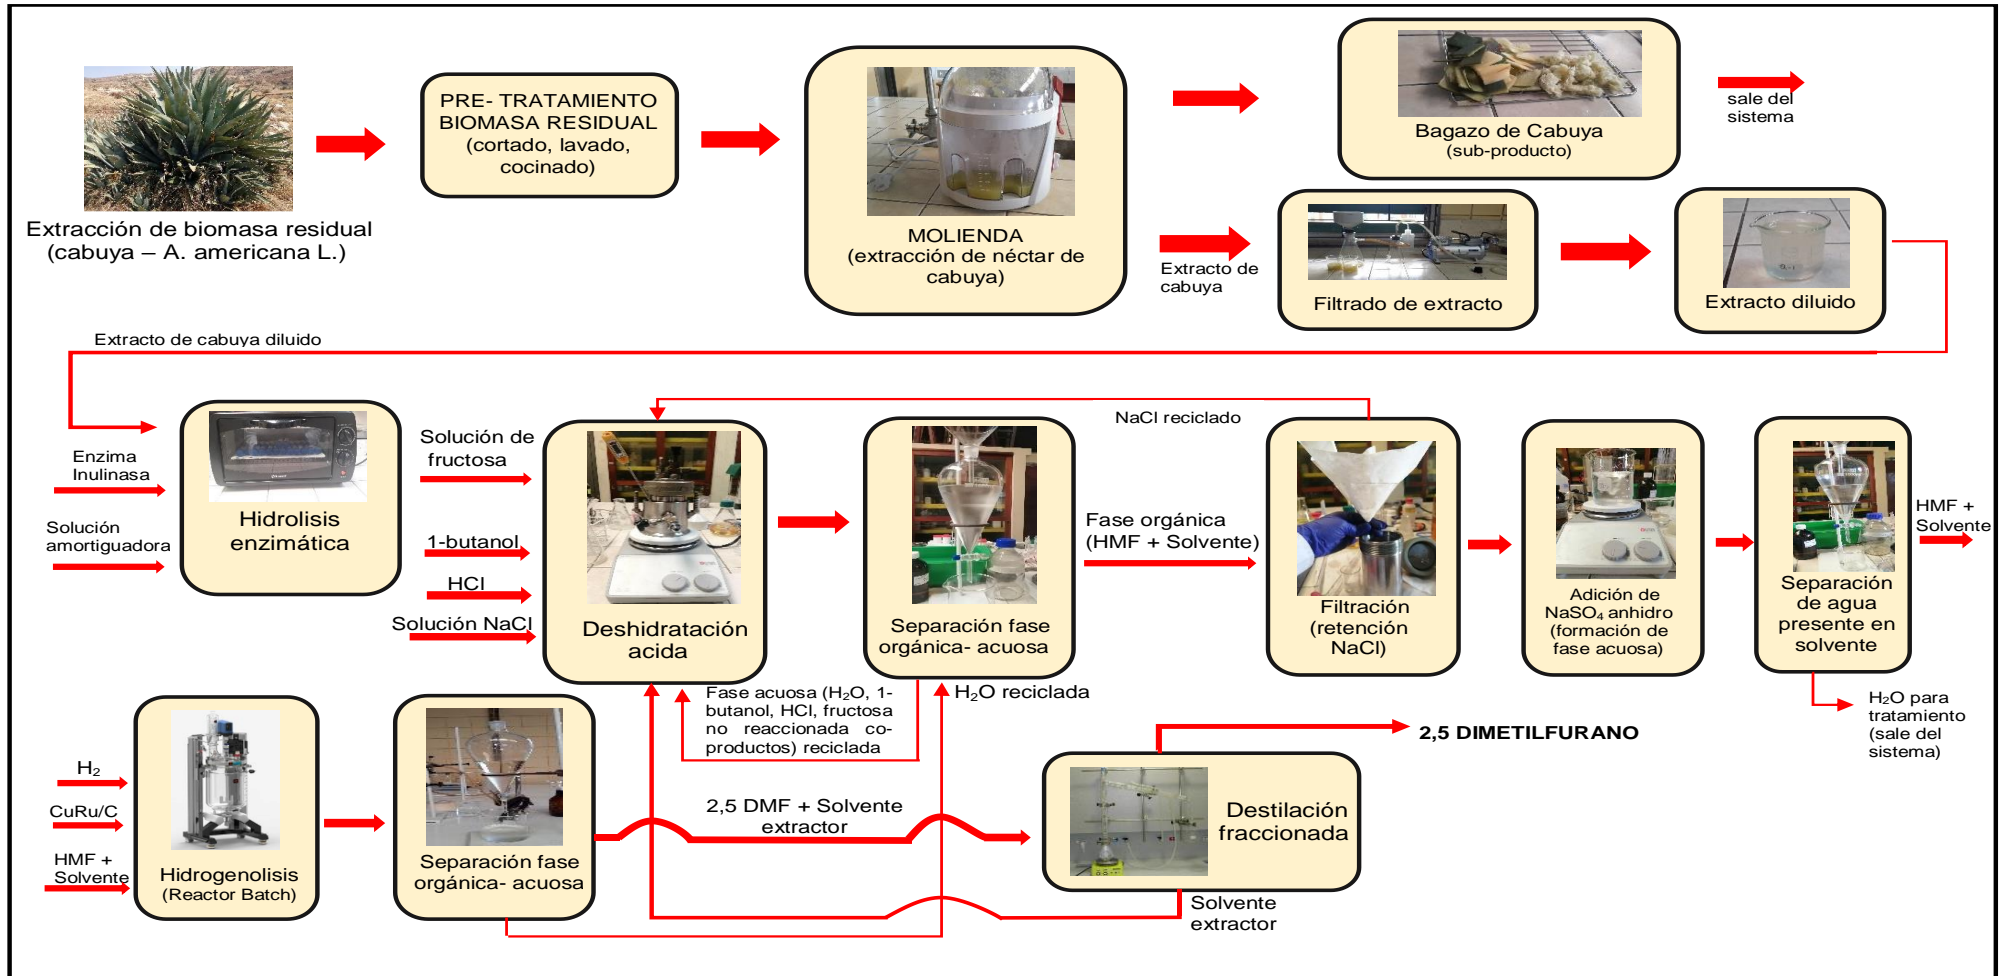 PRE- TRATAMIENTO
BIOMASA RESIDUAL
(cortado, lavado,
cocinado)
Extracción de biomasa residual
(cabuya – A. americana L.)
MOLIENDA
(extracción de néctar de
cabuya)
Bagazo de Cabuya
(sub-producto)
sale del
sistema
Extracto de
cabuya
Filtrado de extracto
Extracto diluido
Extracto de cabuya diluido
Enzima
Inulinasa
Solución
amortiguadora
Hidrolisis
enzimática
Solución de
fructosa
1-butanol
HCl
Solución NaCl
Deshidratación
acida
Separación fase
orgánica- acuosa
NaCl reciclado
Fase orgánica
(HMF + Solvente)
Filtración
(retención
NaCl)
Adición de
NaSO₄ anhidro
(formación de
fase acuosa)
Separación
de agua
presente en
solvente
HMF +
Solvente
Fase acuosa (H₂O, 1-
butanol, HCl, fructosa
no reaccionada co-
productos) reciclada
H₂O reciclada
H₂O para
tratamiento
(sale del
sistema)
H₂
CuRu/C
HMF +
Solvente
Hidrogenolisis
(Reactor Batch)
Separación fase
orgánica- acuosa
2,5 DMF + Solvente
extractor
2,5 DIMETILFURANO
Destilación
fraccionada
Solvente
extractor